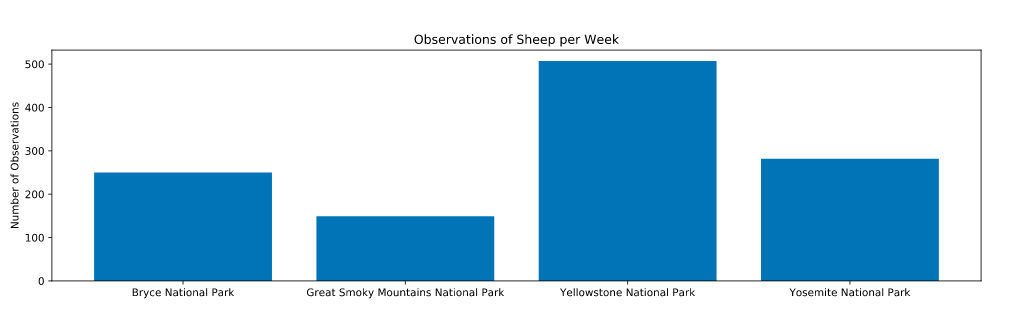 Observations of Sheep per Week
Number of Observations
500
400
300
200
100
0
Bryce National Park
Great Smoky Mountains National Park
Yellowstone National Park
Yosemite National Park